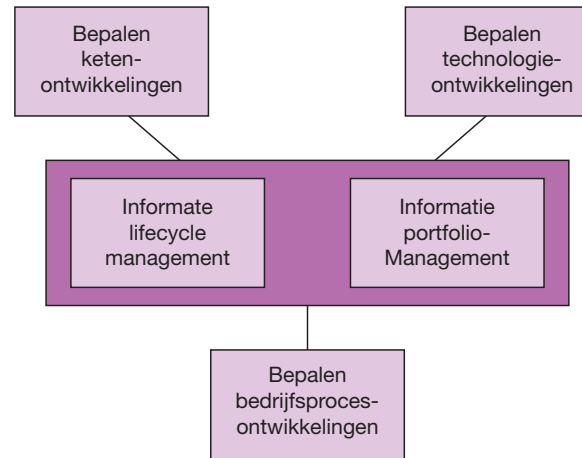 Bepalen
keten-
ontwikkelingen
Bepalen
technologie-
ontwikkelingen
Informate
lifecycle
management
Informatie
portfolio-
Management
Bepalen
bedrijfsproces-
ontwikkelingen